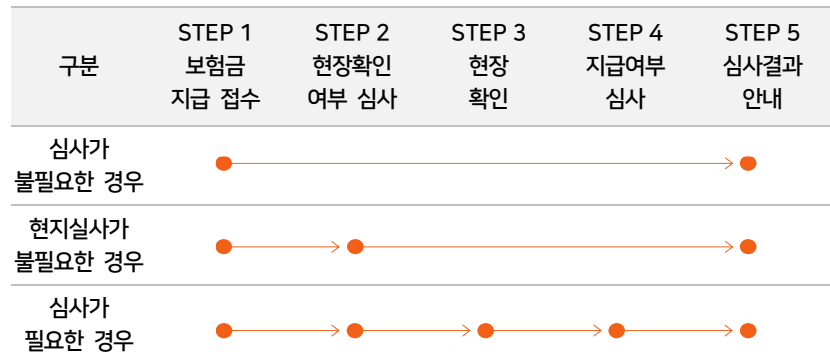 구분
STEP 1
보험금
지급 접수
STEP 2
현장확인
여부 심사
STEP 3
현장
확인
STEP 4
지급여부
심사
STEP 5
심사결과
안내
심사가
불필요한 경우
현지실사가
불필요한 경우
심사가
필요한 경우